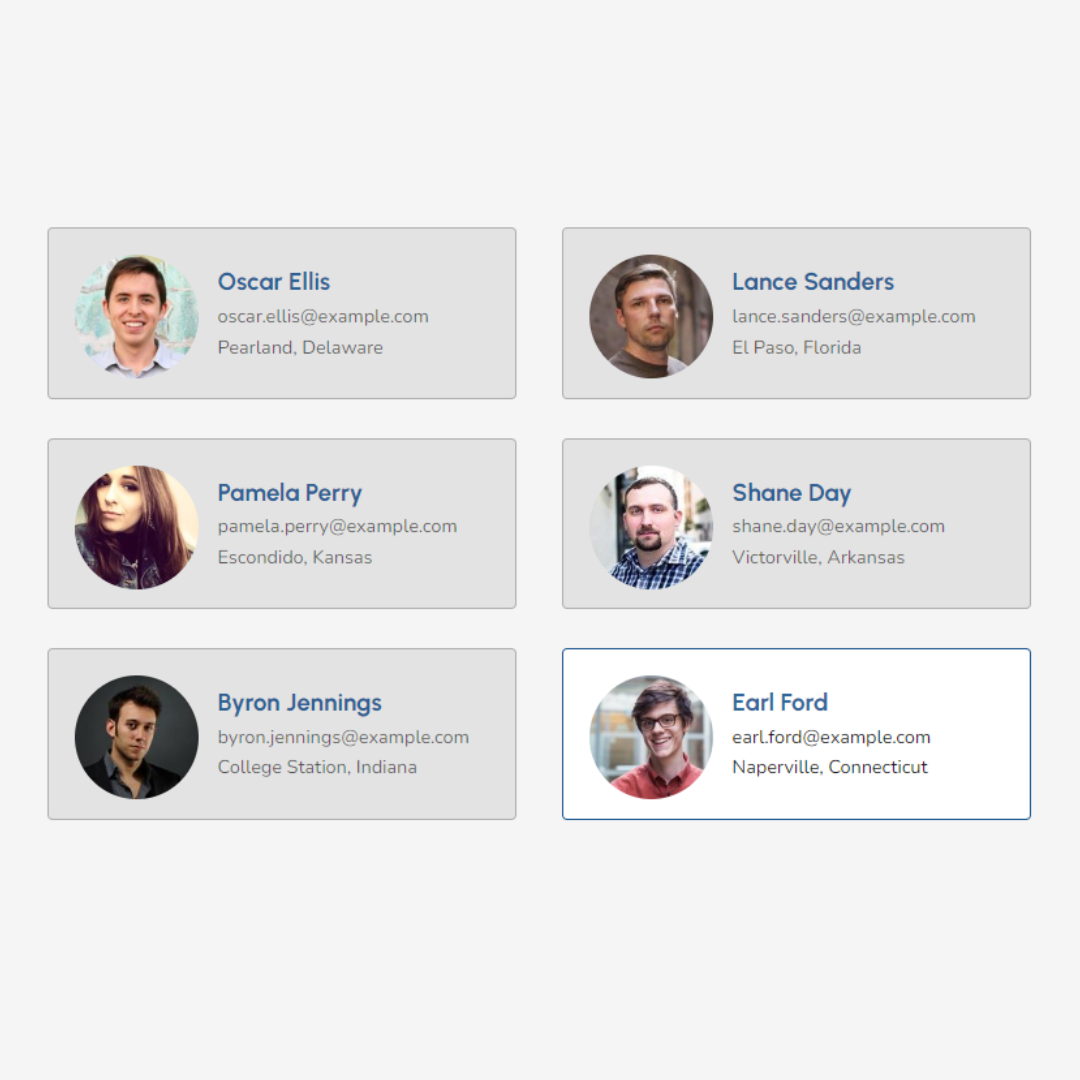 Oscar Ellis
oscar.ellis@example.com
Pearland, Delaware
Lance Sanders
lance.sanders@example.com
El Paso, Florida
Pamela Perry
pamela.perry@example.com
Escondido, Kansas
Shane Day
shane.day@example.com
Victorville, Arkansas
Byron Jennings
byron.jennings@example.com
College Station, Indiana
Earl Ford
earl.ford@example.com
Naperville, Connecticut